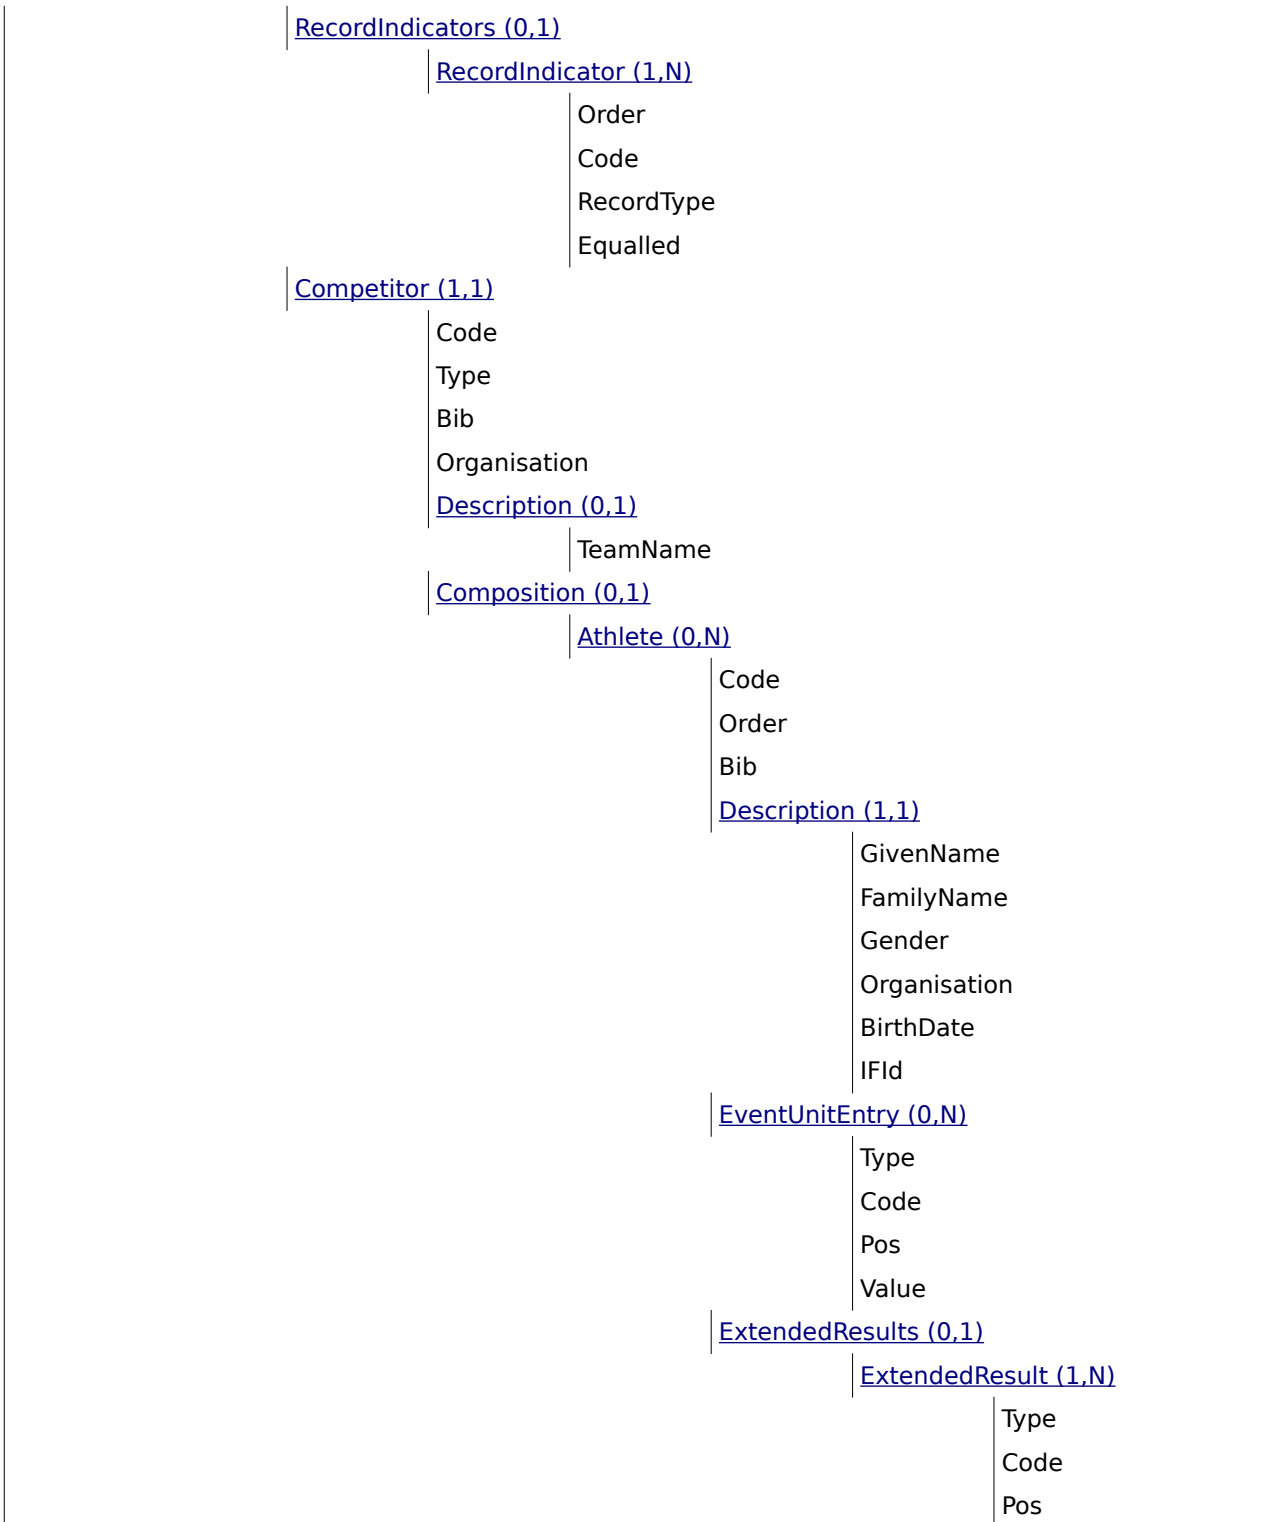 RecordIndicators (0,1)
RecordIndicator (1,N)
Order
Code
RecordType
Equalled
Competitor (1,1)
Code
Type
Bib
Organisation
Description (0,1)
TeamName
Composition (0,1)
Athlete (0,N)
Code
Order
Bib
Description (1,1)
GivenName
FamilyName
Gender
Organisation
BirthDate
IFId
EventUnitEntry (0,N)
Type
Code
Pos
Value
ExtendedResults (0,1)
ExtendedResult (1,N)
Type
Code
Pos